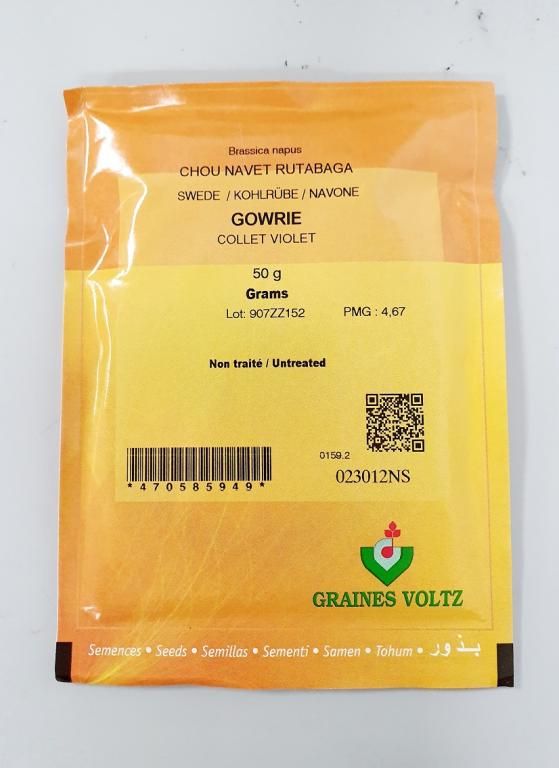 Brassica napus
CHOU NAVET RUTABAGA
SWEDE / KOHLRÜBE / NAVONE
GOWRIE
COLLET VIOLET
50 g
Grams
Lot: 907ZZ152 PMG : 4,67
Non traité / Untreated
0159.2
023012NS
*470585949*
GRAINES VOLTZ
Semences • Seeds • Semillas • Sementi • Samen • Tohum • بذور